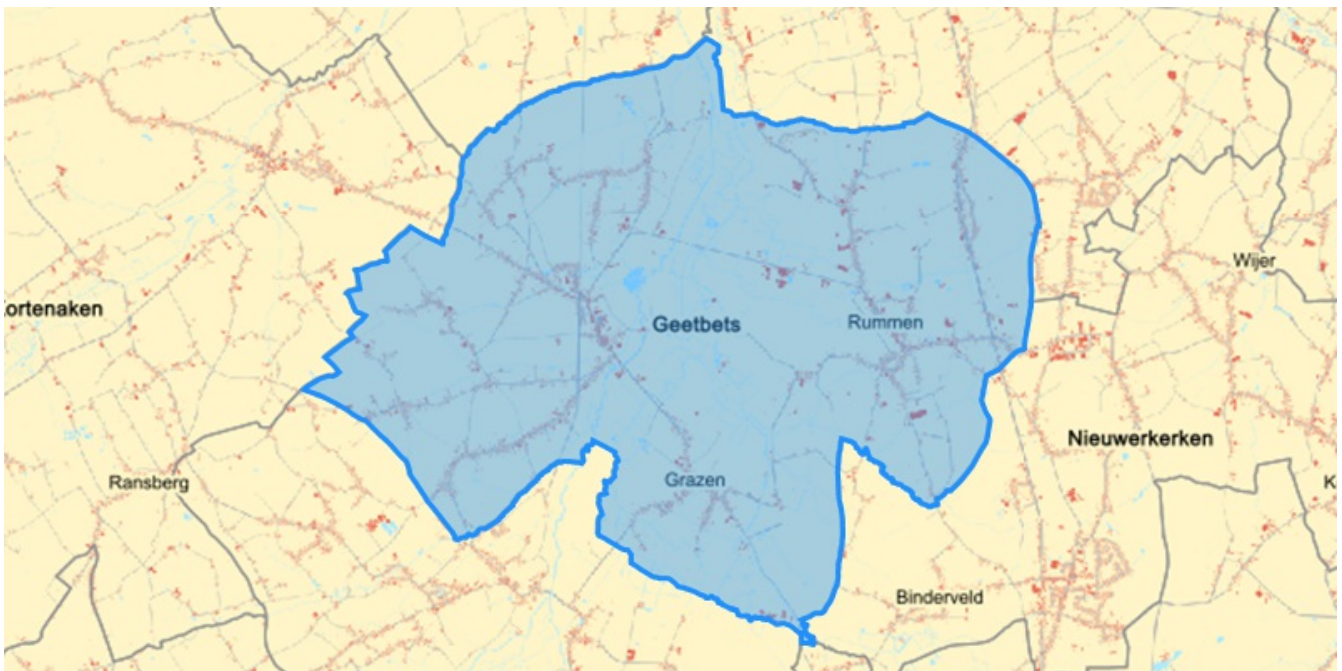 Wijer
ortenaken
Geetbets
Rummen
Nieuwerkerken
Ransberg
Grazen
K
Binderveld